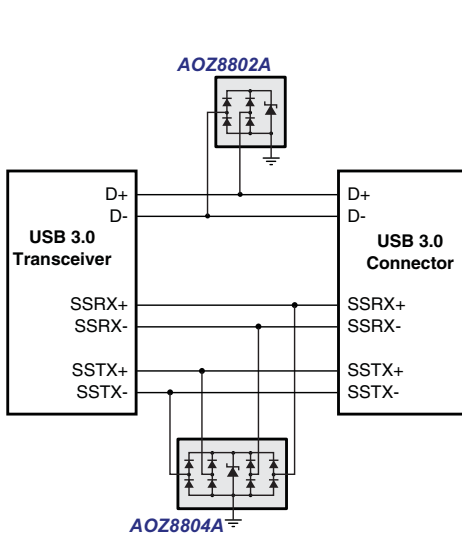 AOZ8802A
D+
D+
D-
D-
USB 3.0
Transceiver
USB 3.0
Connector
SSRX+
SSRX+
SSRX-
SSRX-
SSTX+
SSTX+
SSTX-
SSTX-
AOZ8804A